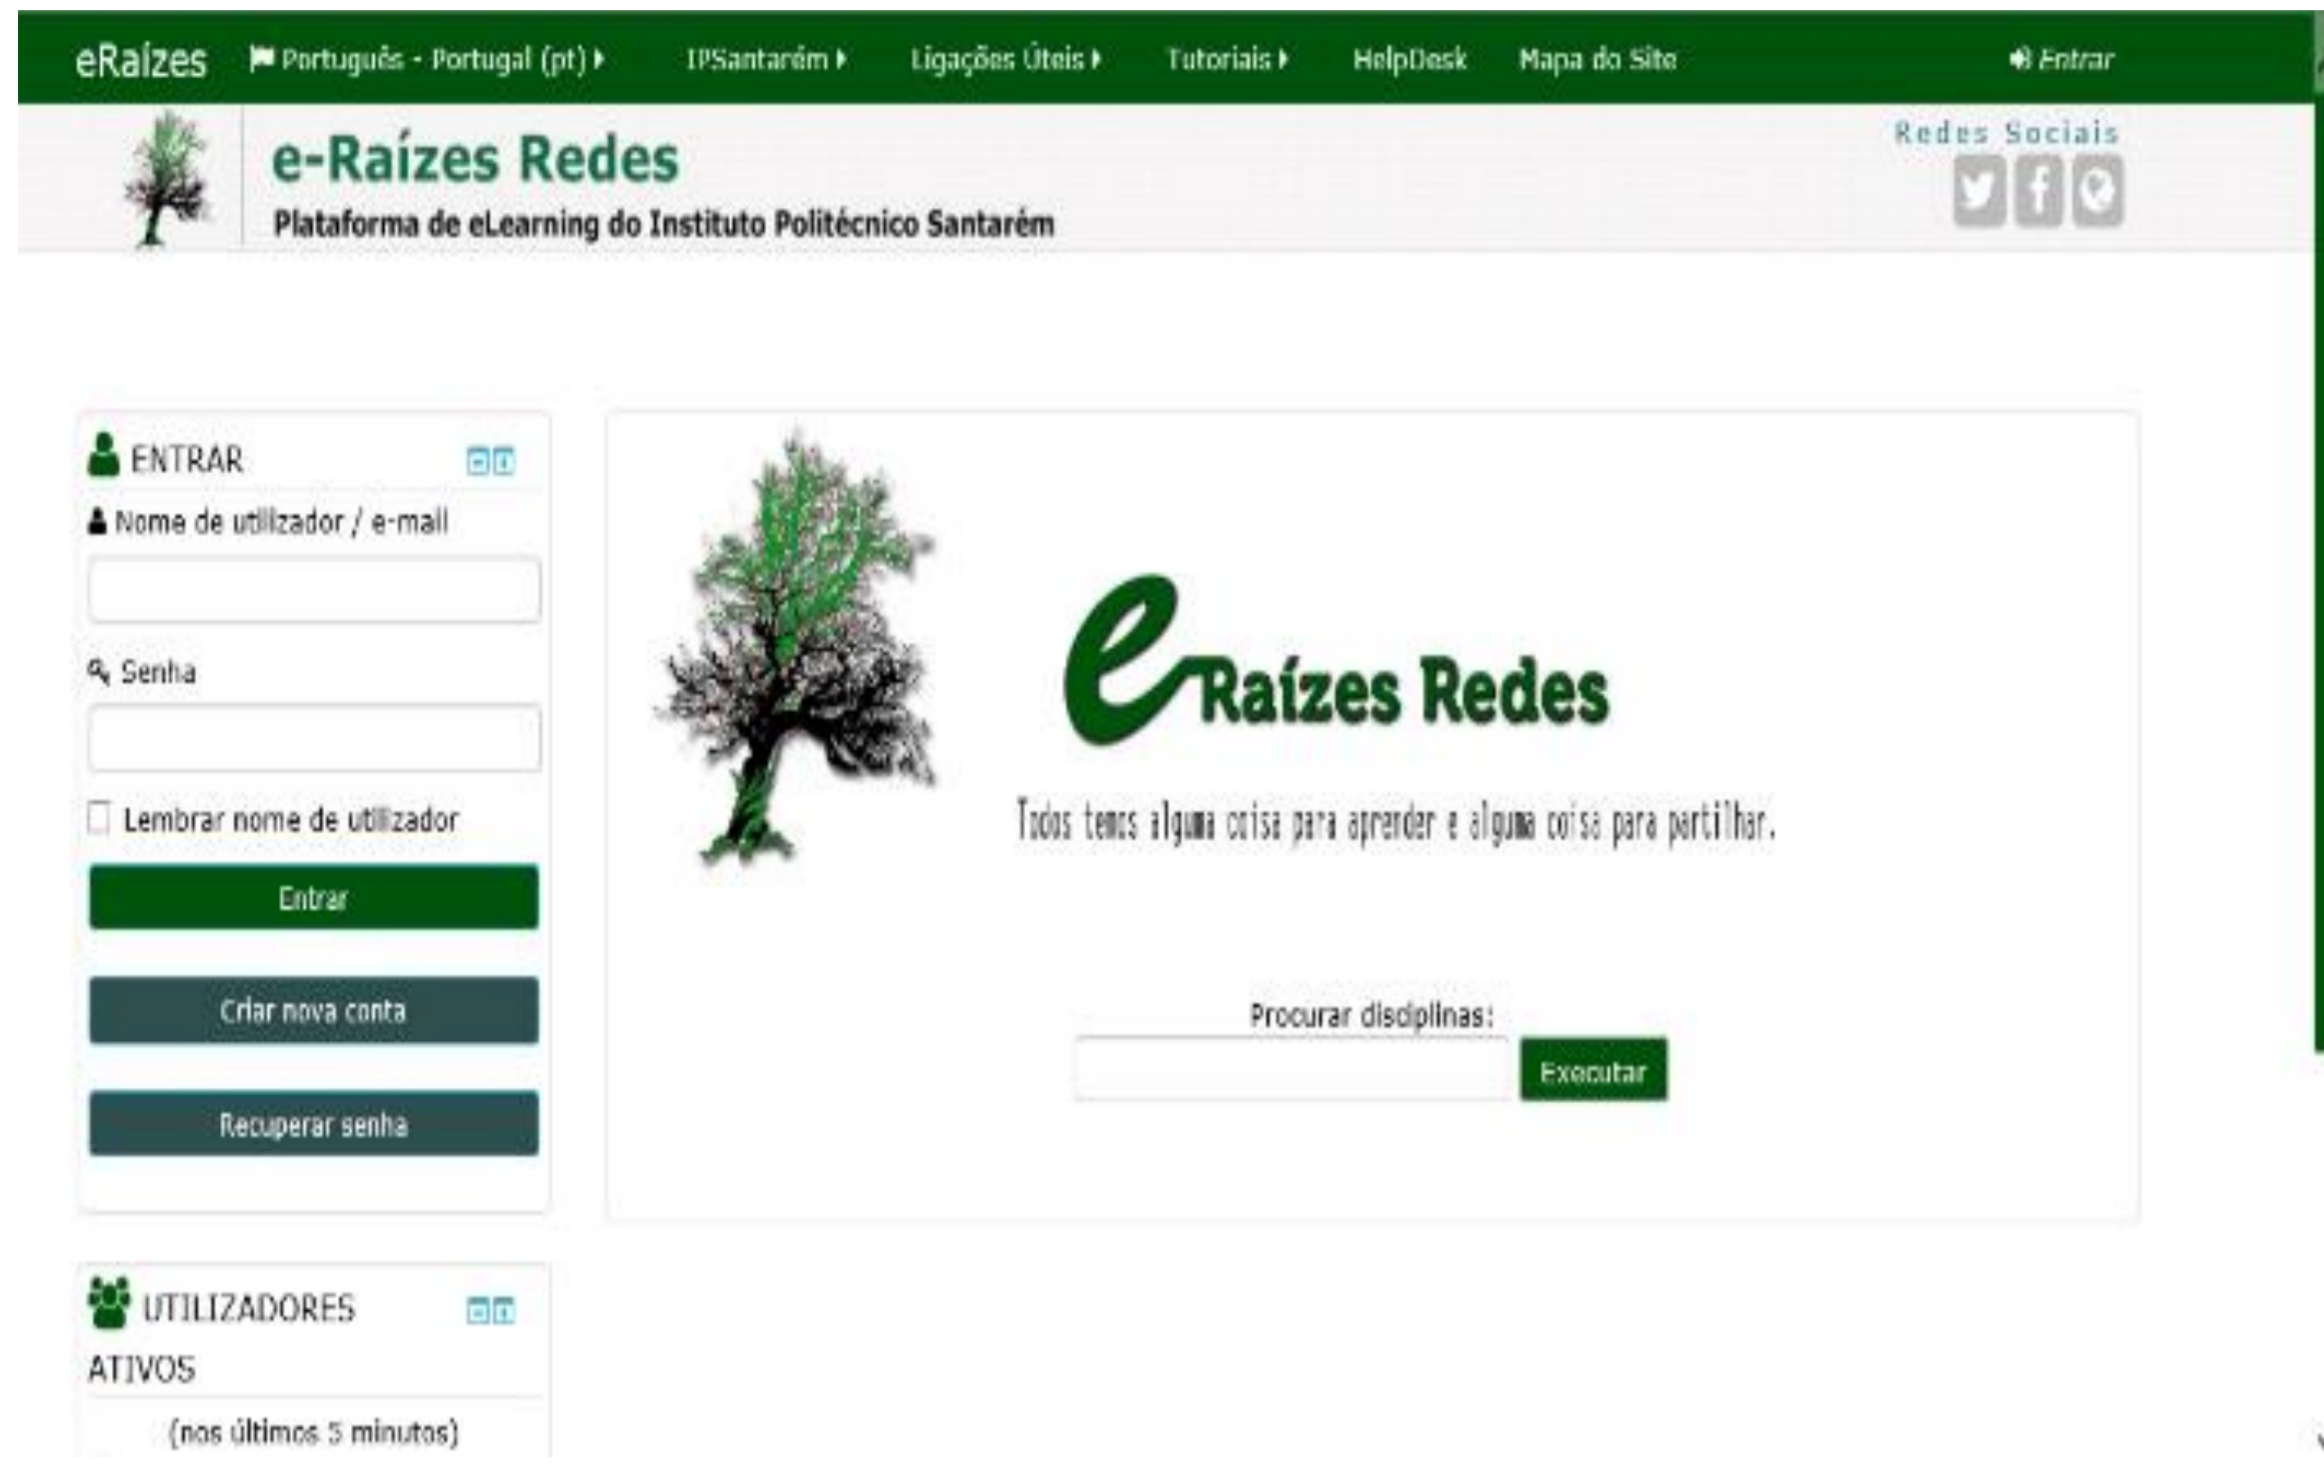 eRaízes Português - Portugal (pt) IPSantarém Ligações Úteis Tutoriais HelpDesk Mapa do Site Entrar
e-Raízes Redes
Plataforma de eLearning do Instituto Politécnico Santarém
Redes Sociais
ENTRAR
Nome de utilizador / e-mail
Senha
Lembrar nome de utilizador
Entrar
Criar nova conta
Recuperar senha
eRaízes Redes
Todos temos alguma coisa para aprender e alguma coisa para partilhar.
Procurar disciplinas:
Executar
UTILIZADORES
ATIVOS
(nos últimos 5 minutos)